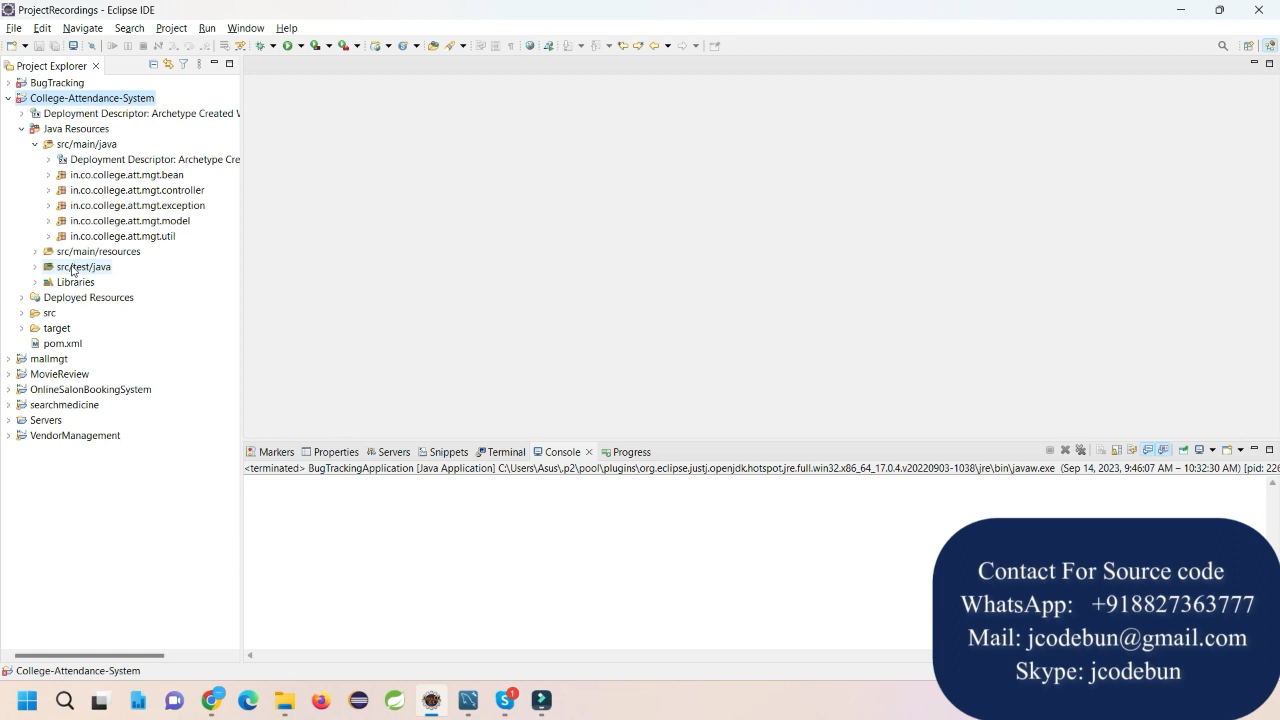 ProjectRecordings - Eclipse IDE
File Edit Navigate Search Project Run Window Help
Project Explorer
BugTracking
College-Attendance-System
Deployment Descriptor: Archetype Created W
Java Resources
src/main/java
Deployment Descriptor: Archetype Cre
in.co.college.att.mgt.bean
in.co.college.att.mgt.controller
in.co.college.att.mgt.exception
in.co.college.att.mgt.model
in.co.college.att.mgt.util
src/main/resources
src/test/java
Libraries
Deployed Resources
src
target
pom.xml
mallmgt
MovieReview
OnlineSalonBookingSystem
searchmedicine
Servers
VendorManagement
Markers Properties Servers Snippets Terminal Console Progress
<terminated> BugTrackingApplication [Java Application] C:\Users\Asus\.p2\pool\plugins\org.eclipse.justj.openjdk.hotspot.jre.full.win32.x86_64_17.0.4.v20220903-1038\jre\bin\javaw.exe (Sep 14, 2023, 9:46:07 AM – 10:32:30 AM) [pid: 226
Contact For Source code
WhatsApp: +918827363777
Mail: jcodebun@gmail.com
Skype: jcodebun
College-Attendance-System
1